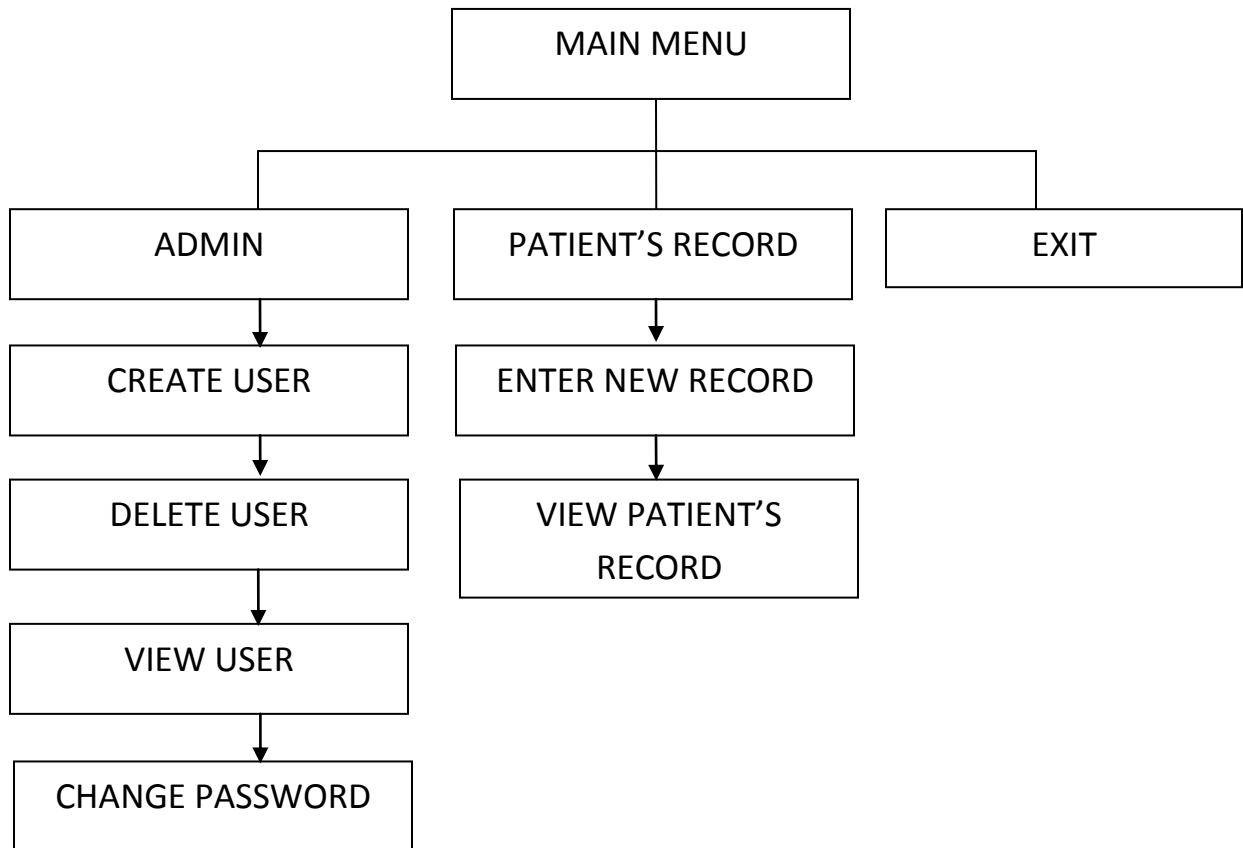 MAIN MENU
ADMIN
PATIENT’S RECORD
EXIT
CREATE USER
ENTER NEW RECORD
DELETE USER
VIEW PATIENT’S
RECORD
VIEW USER
CHANGE PASSWORD